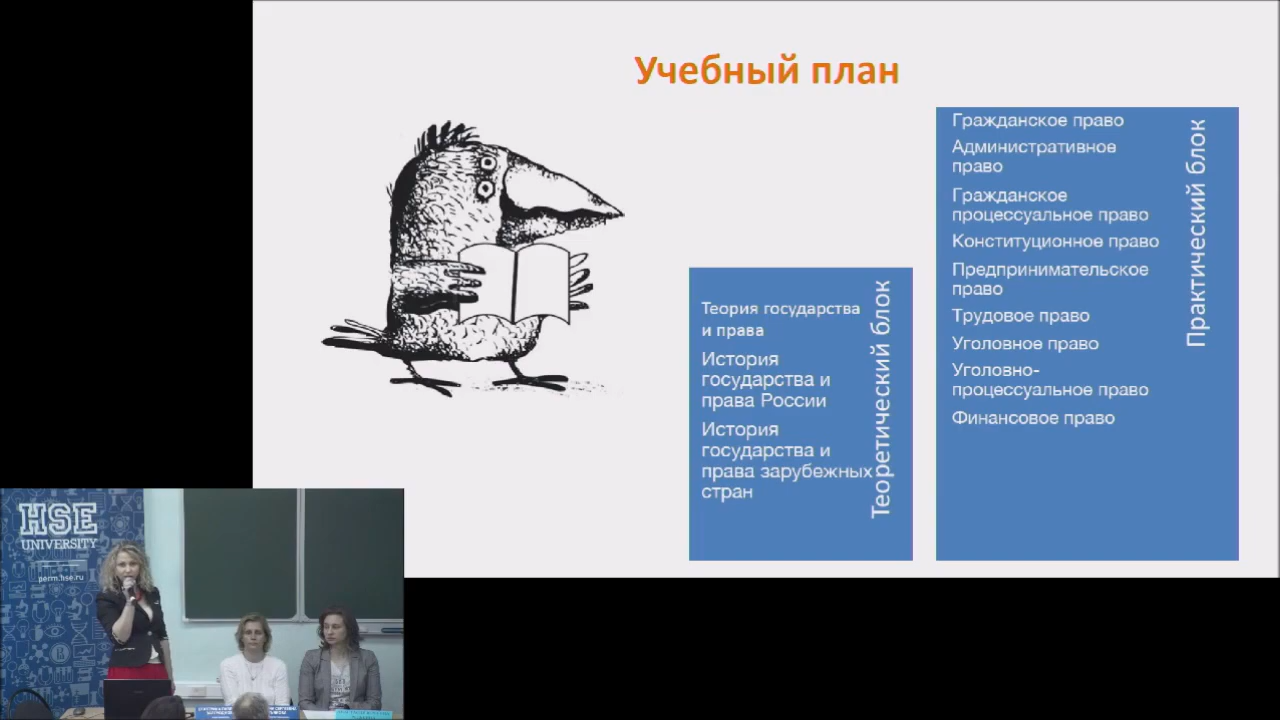 Учебный план
Теория государства
и права
История
государства и
права России
История
государства и
права зарубежных
стран
Теоретический блок
Гражданское право
Административное
право
Гражданское
процессуальное право
Конституционное право
Предпринимательское
право
Трудовое право
Уголовное право
Уголовно-
процессуальное право
Финансовое право
Практический блок
HSE
UNIVERSITY
perm.hse.ru